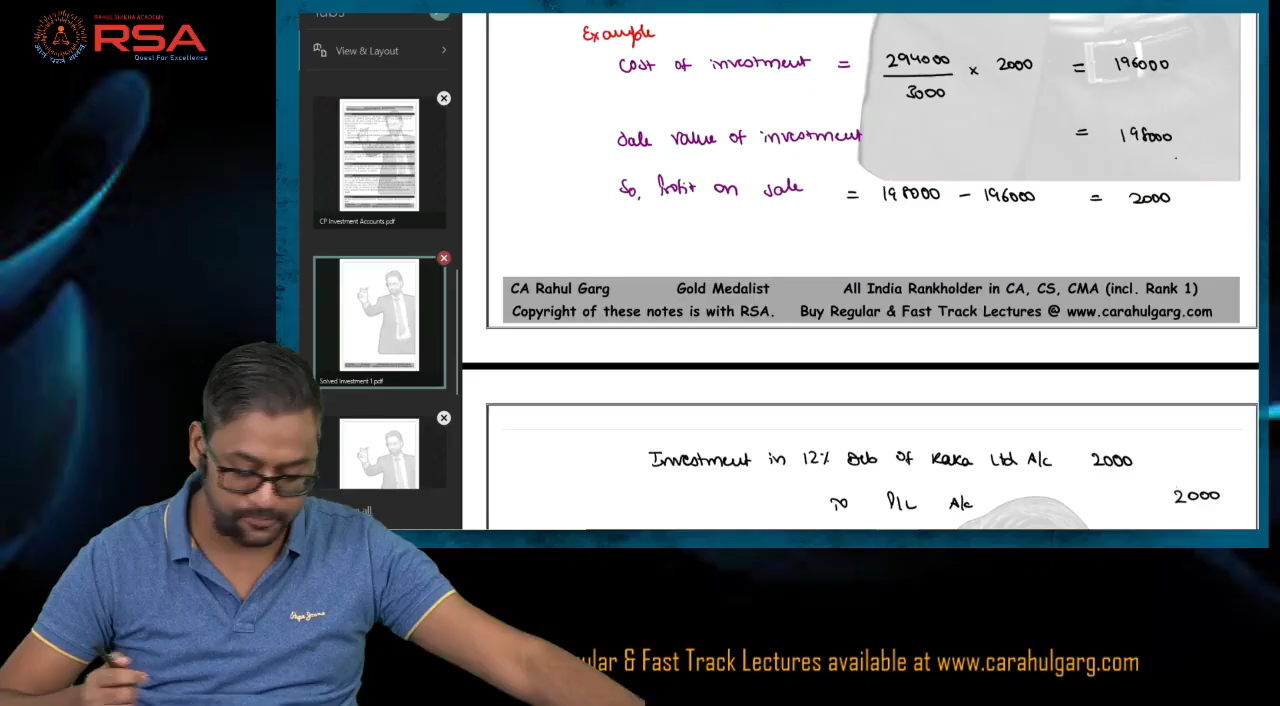 RAHUL SHIKHA ACADEMY
RSA
Quest For Excellence
View & Layout
CP Investment Accounts.pdf
Solved Investment 1.pdf
Example
Cost of investment = 294000 / 3000 x 2000 = 196000
Sale value of investment = 198000
So, Profit on sale = 198000 - 196000 = 2000
CA Rahul Garg Gold Medalist All India Rankholder in CA, CS, CMA (incl. Rank 1)
Copyright of these notes is with RSA. Buy Regular & Fast Track Lectures @ www.carahulgarg.com
Investment in 12% Deb of Kaka Ltd A/c 2000
To P/L A/c 2000
ular & Fast Track Lectures available at www.carahulgarg.com